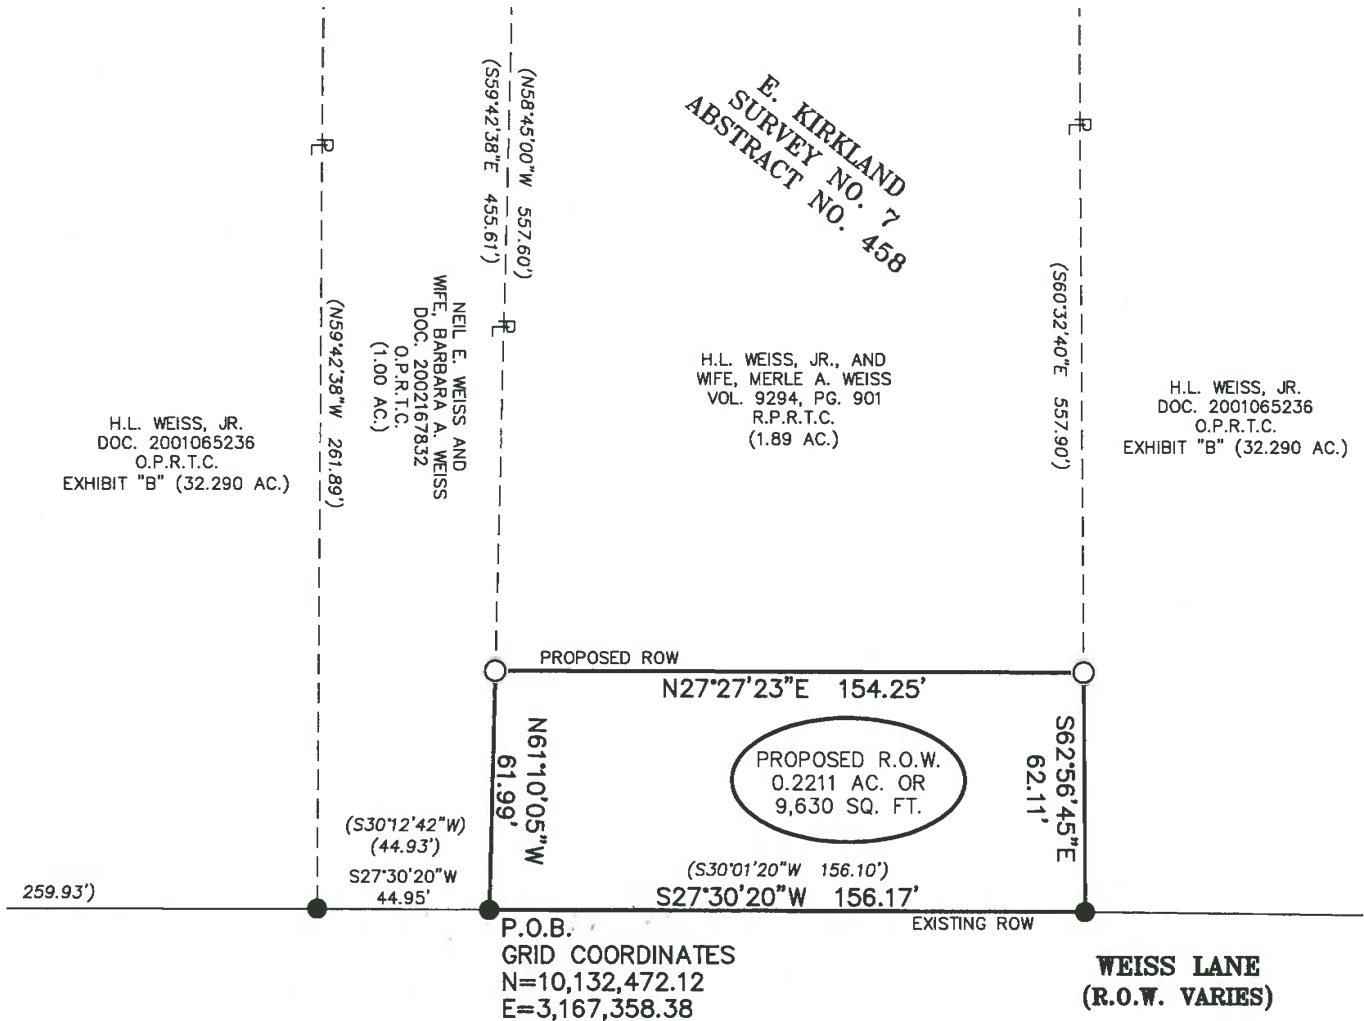 (N58°45'00"W 557.60')
(S59°42'38"E 455.61')
E. KIRKLAND
SURVEY NO. 7
ABSTRACT NO. 458
PL
PL
PL
(N59°42'38"W 261.89')
NEIL E. WEISS AND
WIFE, BARBARA A. WEISS
DOC. 2002167832
O.P.R.T.C.
(1.00 AC.)
H.L. WEISS, JR., AND
WIFE, MERLE A. WEISS
VOL. 9294, PG. 901
R.P.R.T.C.
(1.89 AC.)
(S60°32'40"E 557.90')
H.L. WEISS, JR.
DOC. 2001065236
O.P.R.T.C.
EXHIBIT "B" (32.290 AC.)
H.L. WEISS, JR.
DOC. 2001065236
O.P.R.T.C.
EXHIBIT "B" (32.290 AC.)
PROPOSED ROW
N27°27'23"E 154.25'
N61°10'05"W
61.99'
PROPOSED R.O.W.
0.2211 AC. OR
9,630 SQ. FT.
S62°56'45"E
62.11'
(S30°12'42"W)
(44.93')
S27°30'20"W
44.95'
259.93')
(S30°01'20"W 156.10')
S27°30'20"W 156.17'
EXISTING ROW
P.O.B.
GRID COORDINATES
N=10,132,472.12
E=3,167,358.38
WEISS LANE
(R.O.W. VARIES)